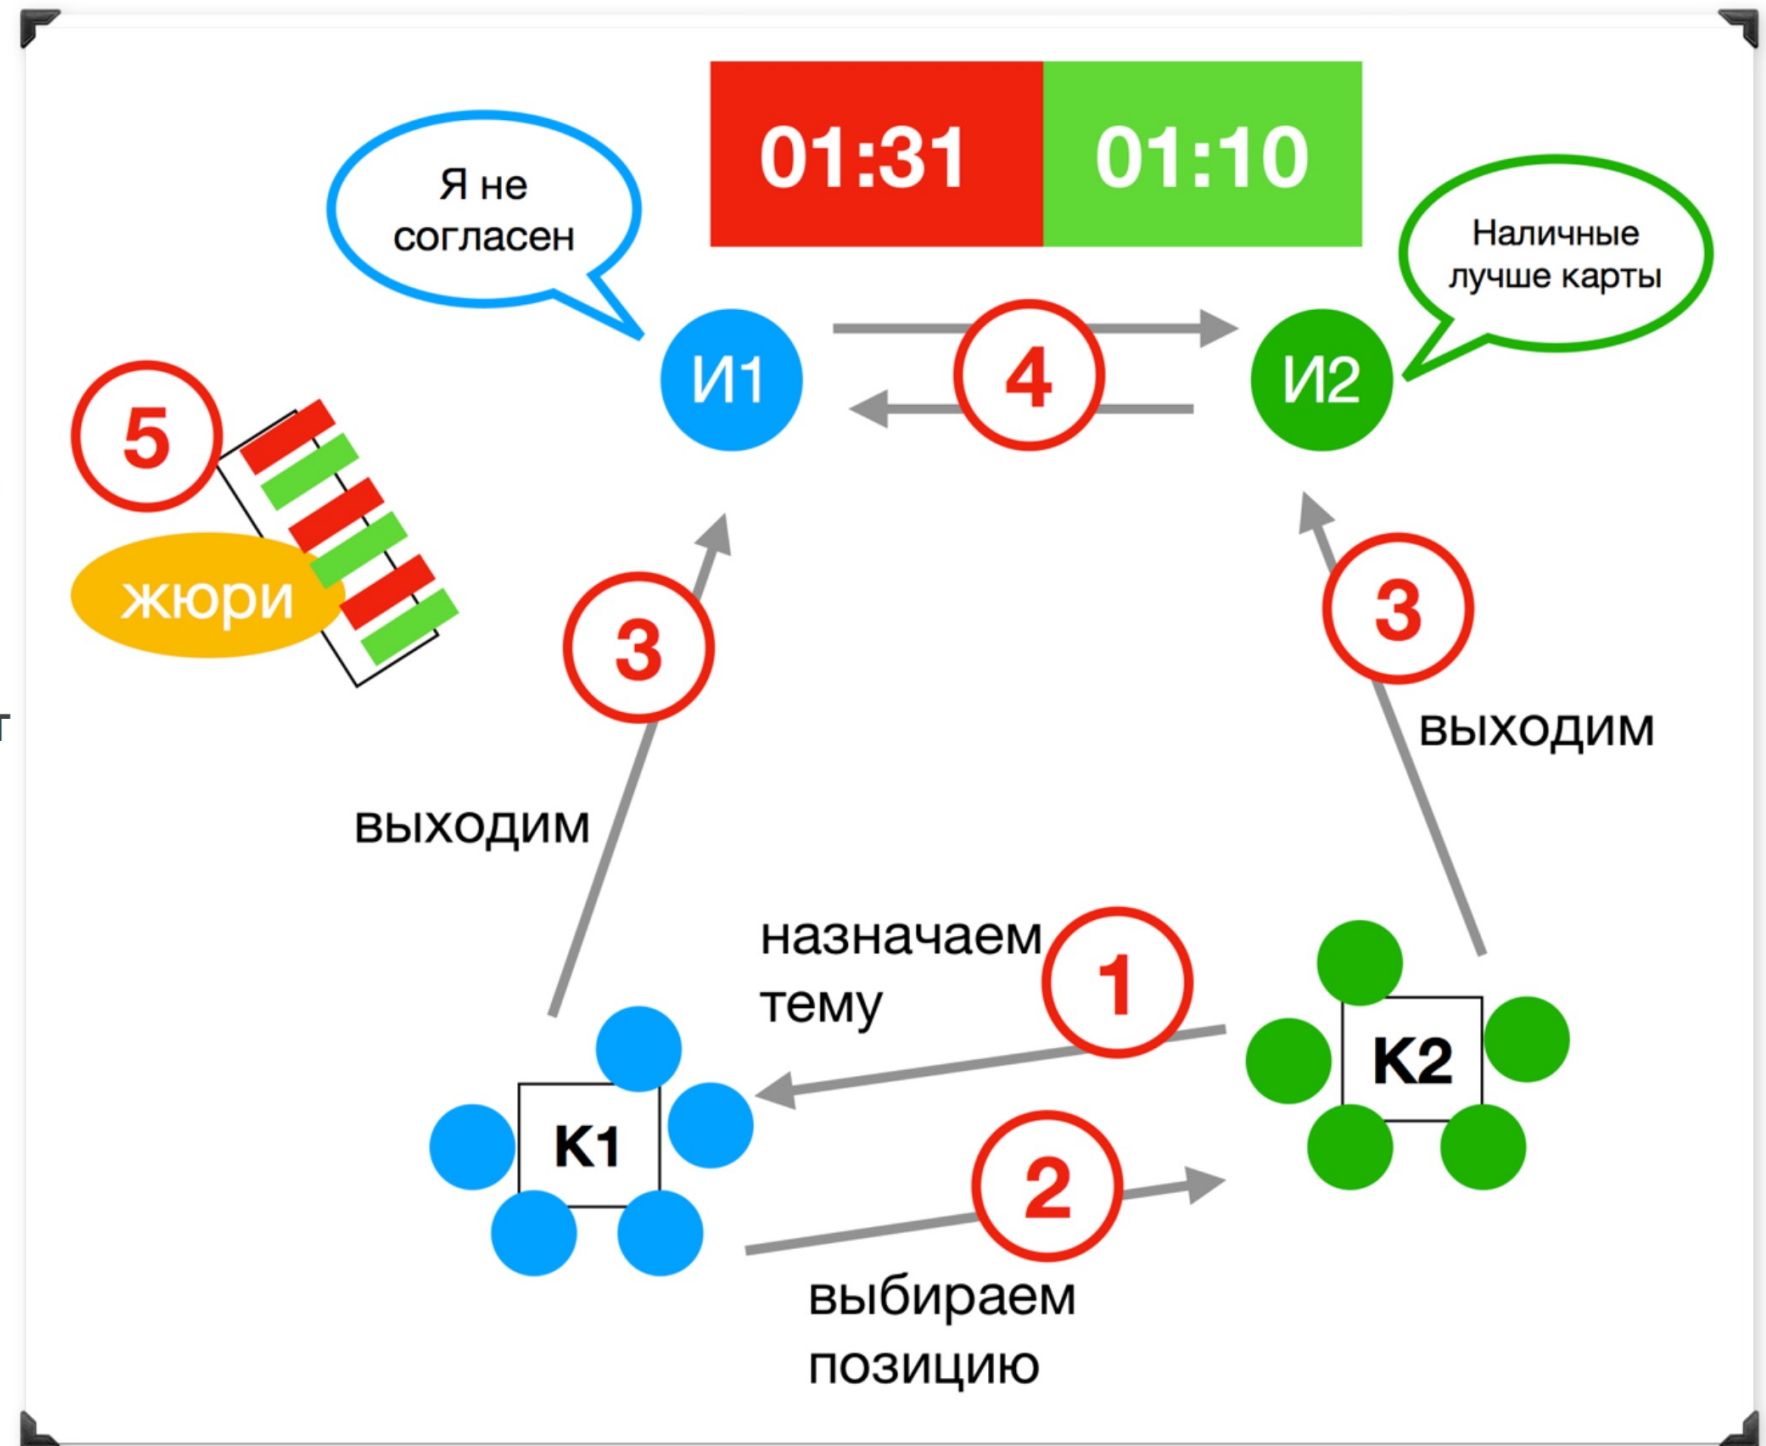 01:31
01:10
Я не
согласен
Наличные
лучше карты
И1
4
И2
5
жюри
3
3
выходим
выходим
назначаем
тему
1
К1
К2
2
выбираем
позицию
т